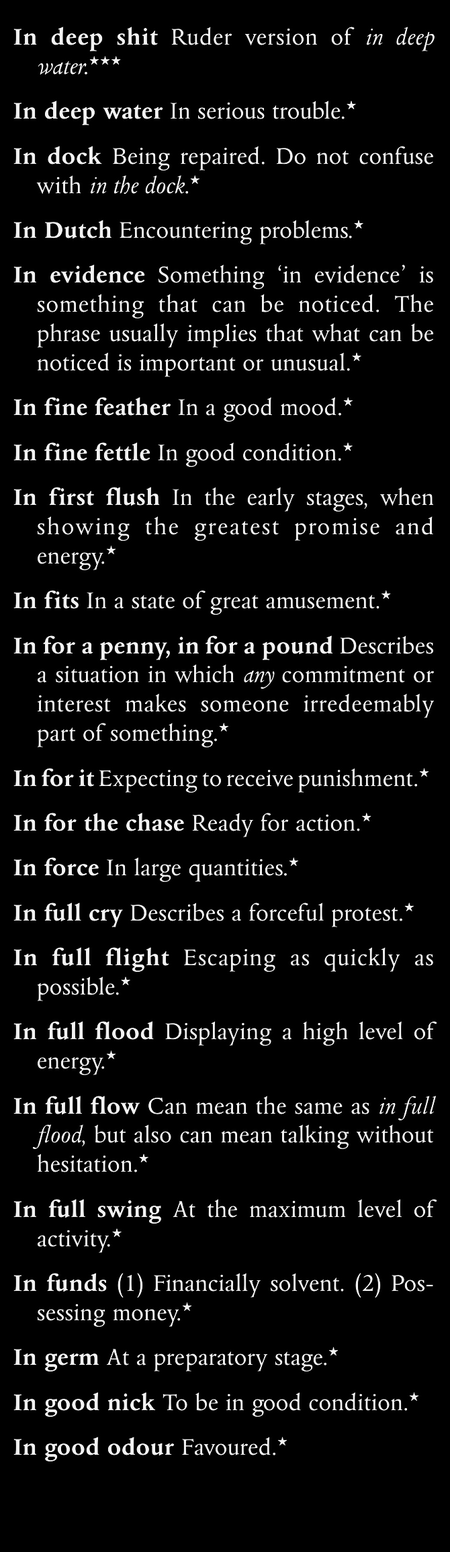 In deep shit Ruder version of in deep
water.★★★
In deep water In serious trouble.★
In dock Being repaired. Do not confuse
with in the dock.★
In Dutch Encountering problems.★
In evidence Something ‘in evidence’ is
something that can be noticed. The
phrase usually implies that what can be
noticed is important or unusual.★
In fine feather In a good mood.★
In fine fettle In good condition.★
In first flush In the early stages, when
showing the greatest promise and
energy.★
In fits In a state of great amusement.★
In for a penny, in for a pound Describes
a situation in which any commitment or
interest makes someone irredeemably
part of something.★
In for it Expecting to receive punishment.★
In for the chase Ready for action.★
In force In large quantities.★
In full cry Describes a forceful protest.★
In full flight Escaping as quickly as
possible.★
In full flood Displaying a high level of
energy.★
In full flow Can mean the same as in full
flood, but also can mean talking without
hesitation.★
In full swing At the maximum level of
activity.★
In funds (1) Financially solvent. (2) Pos-
sessing money.★
In germ At a preparatory stage.★
In good nick To be in good condition.★
In good odour Favoured.★